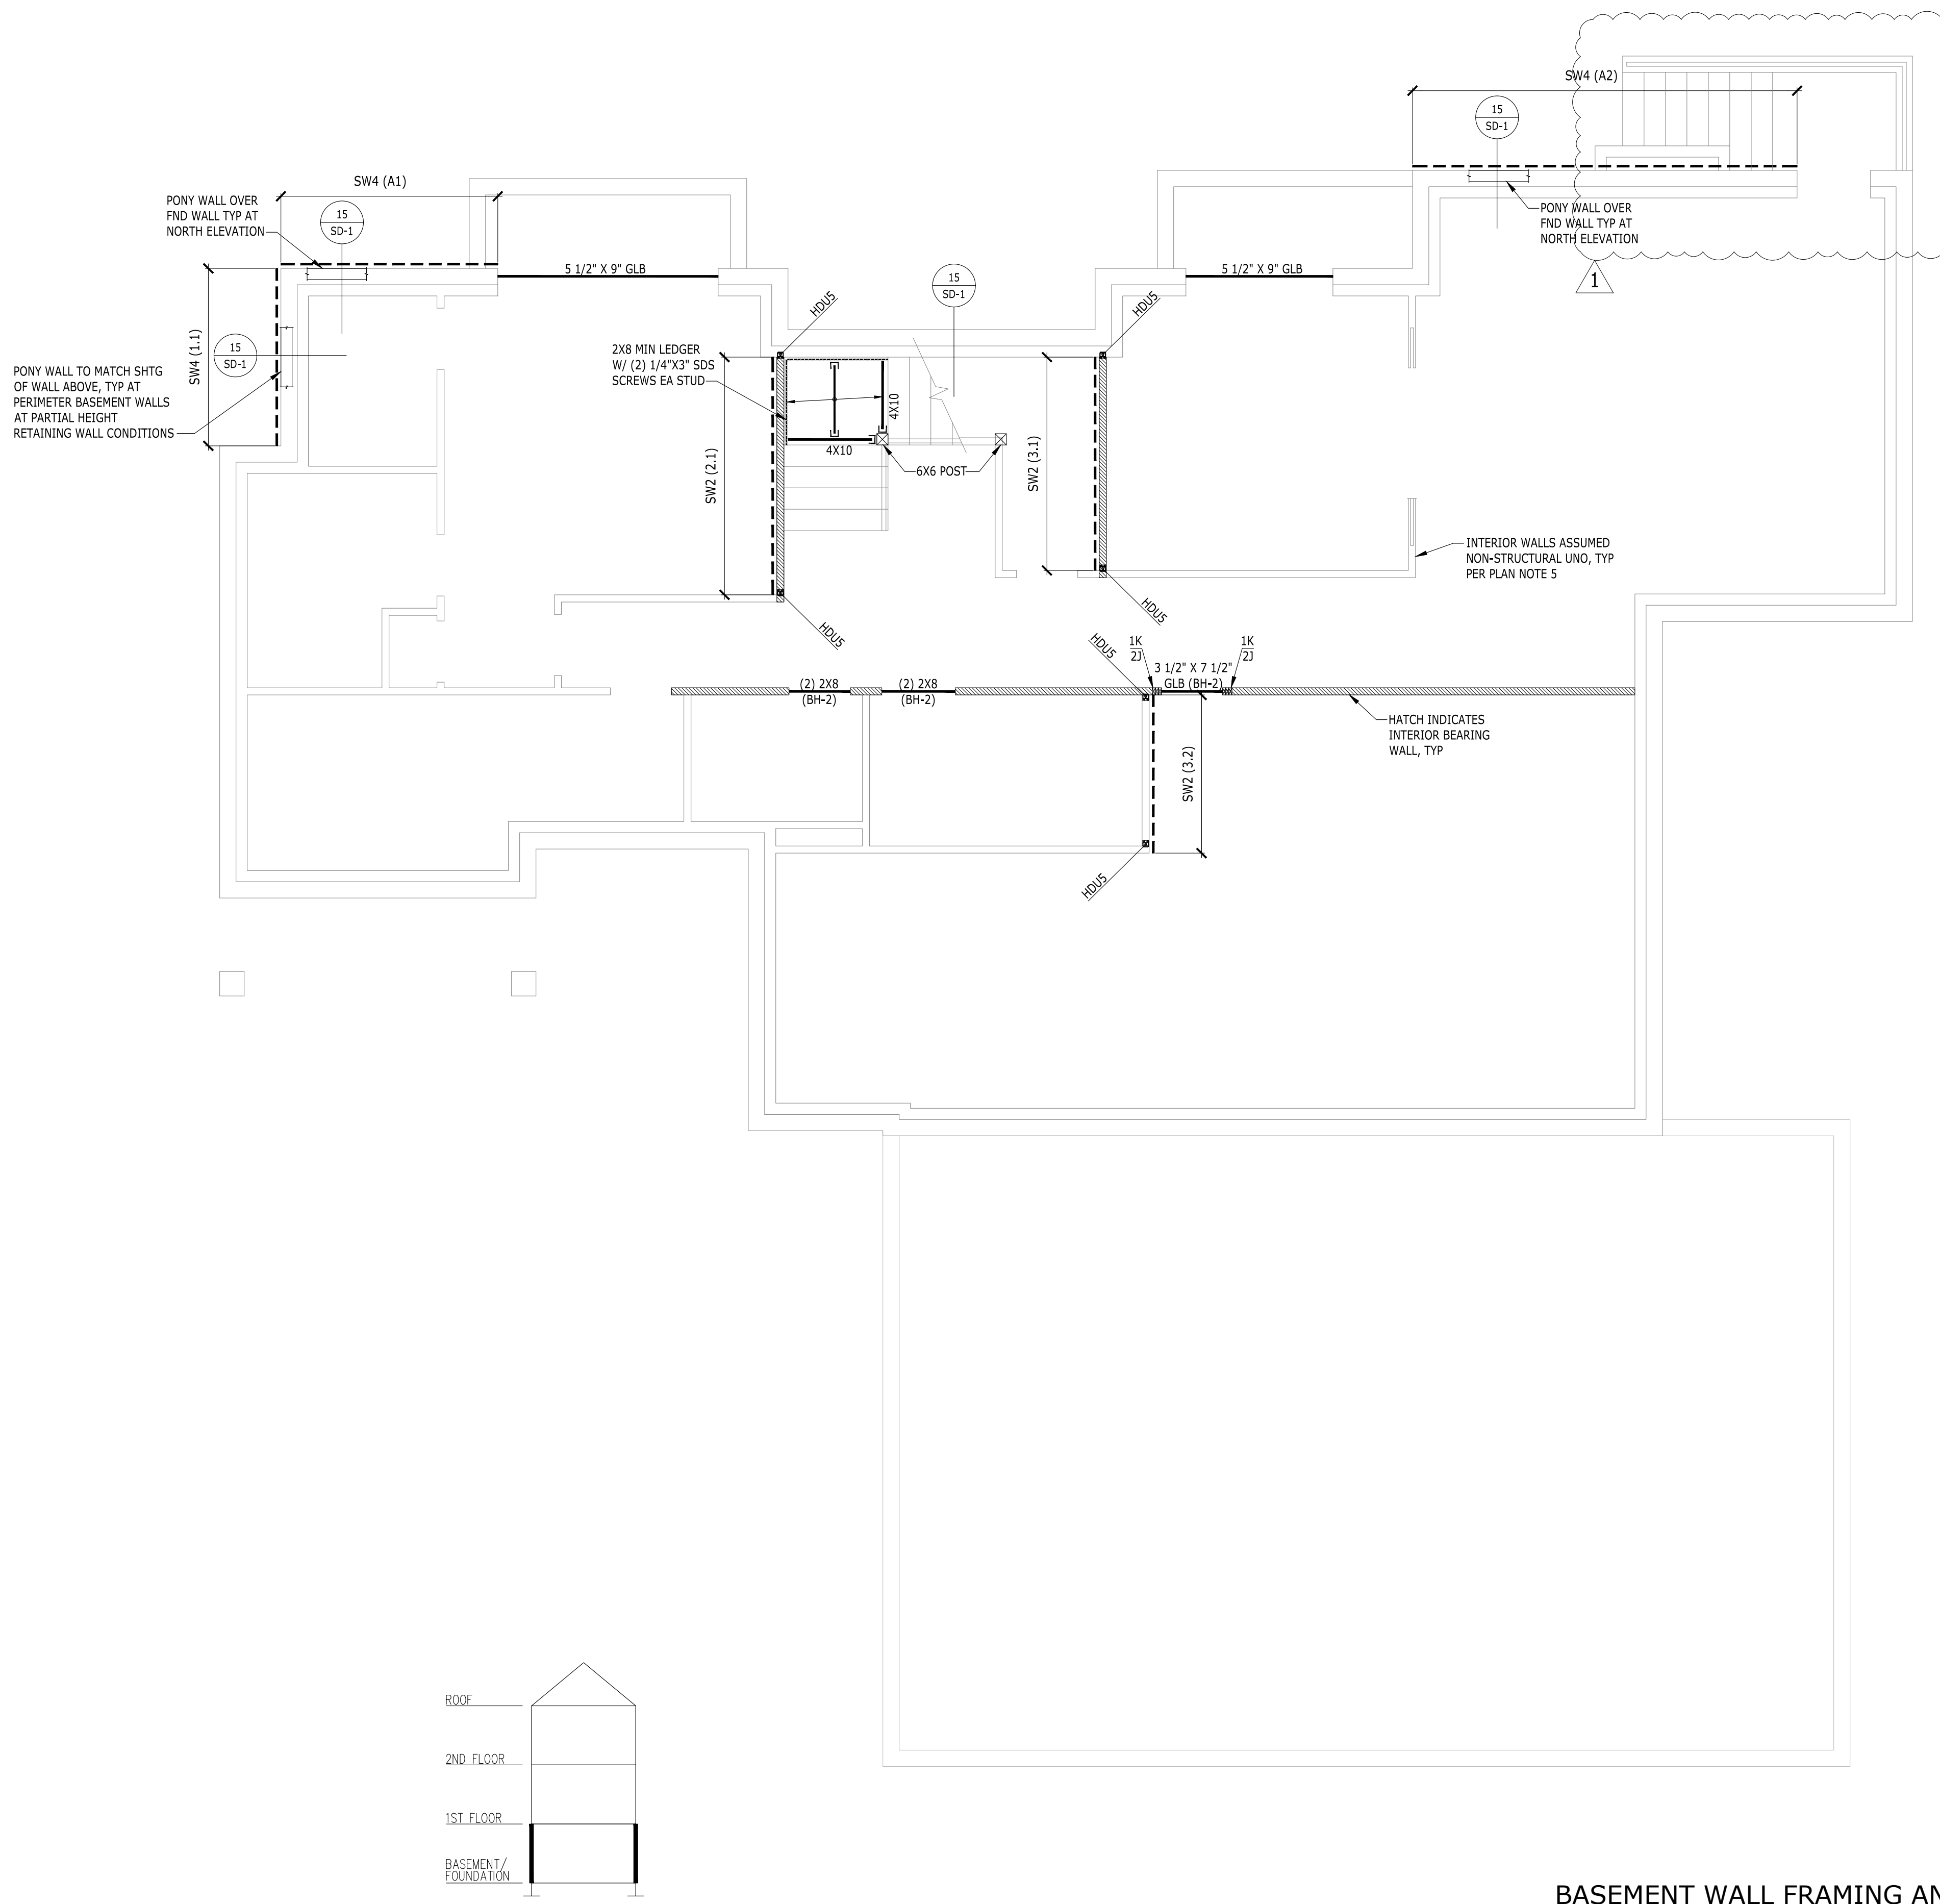 SW4 (A2)
15
SD-1
SW4 (A1)
PONY WALL OVER
FND WALL TYP AT
NORTH ELEVATION
15
SD-1
PONY WALL OVER
FND WALL TYP AT
NORTH ELEVATION
1
5 1/2" X 9" GLB
15
SD-1
5 1/2" X 9" GLB
HDU5
HDU5
SW4 (1.1)
15
SD-1
2X8 MIN LEDGER
W/ (2) 1/4"X3" SDS
SCREWS EA STUD
PONY WALL TO MATCH SHTG
OF WALL ABOVE, TYP AT
PERIMETER BASEMENT WALLS
AT PARTIAL HEIGHT
RETAINING WALL CONDITIONS
4X10
4X10
6X6 POST
SW2 (2.1)
SW2 (3.1)
INTERIOR WALLS ASSUMED
NON-STRUCTURAL UNO, TYP
PER PLAN NOTE 5
HDU5
HDU5
HDU5
1K
2J
1K
2J
3 1/2" X 7 1/2"
GLB (BH-2)
(2) 2X8
(BH-2)
(2) 2X8
(BH-2)
HATCH INDICATES
INTERIOR BEARING
WALL, TYP
SW2 (3.2)
HDU5
ROOF
2ND FLOOR
1ST FLOOR
BASEMENT/
FOUNDATION
BASEMENT WALL FRAMING AN